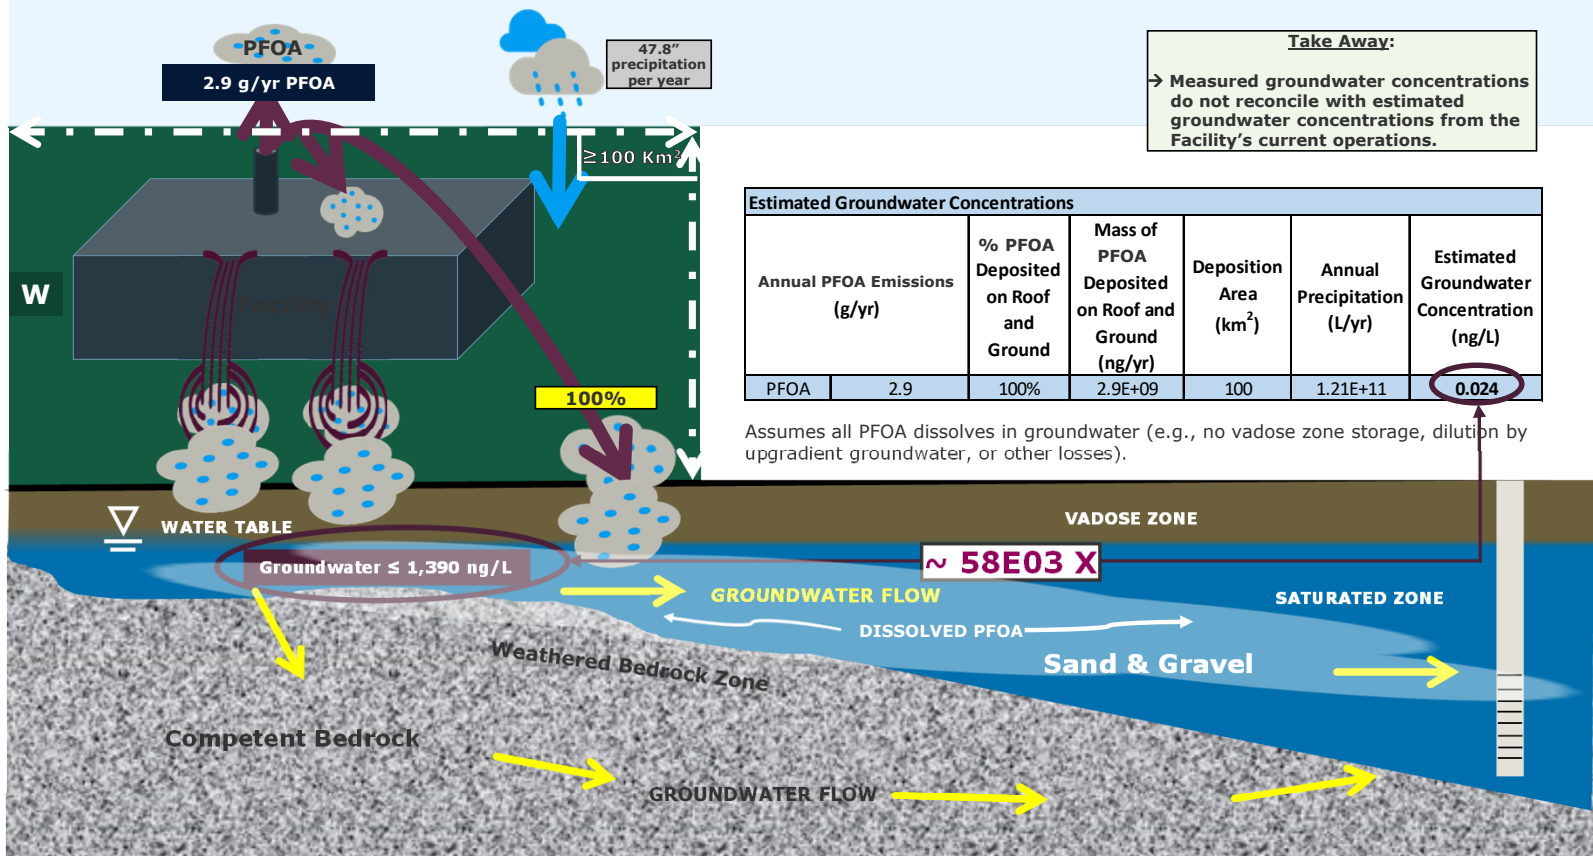 PFOA
2.9 g/yr PFOA
47.8”
precipitation
per year
≥100 Km²
Take Away:
→ Measured groundwater concentrations
do not reconcile with estimated
groundwater concentrations from the
Facility’s current operations.
W
Facility
100%
Estimated Groundwater Concentrations
Annual PFOA Emissions
(g/yr)
% PFOA
Deposited
on Roof
and
Ground
Mass of
PFOA
Deposited
on Roof and
Ground
(ng/yr)
Deposition
Area
(km²)
Annual
Precipitation
(L/yr)
Estimated
Groundwater
Concentration
(ng/L)
PFOA 2.9 100% 2.9E+09 100 1.21E+11 0.024
Assumes all PFOA dissolves in groundwater (e.g., no vadose zone storage, dilution by
upgradient groundwater, or other losses).
WATER TABLE
VADOSE ZONE
Groundwater ≤ 1,390 ng/L
~ 58E03 X
GROUNDWATER FLOW
SATURATED ZONE
DISSOLVED PFOA
Sand & Gravel
Weathered Bedrock Zone
Competent Bedrock
GROUNDWATER FLOW